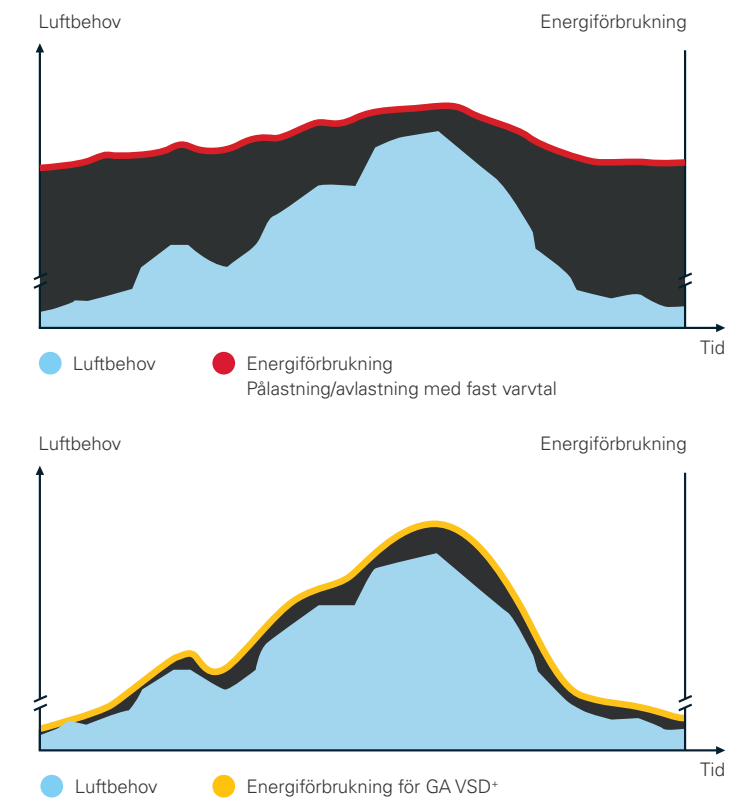 Luftbehov
Energiförbrukning
Tid
Luftbehov
Energiförbrukning
Pålastning/avlastning med fast varvtal
Luftbehov
Energiförbrukning
Tid
Luftbehov
Energiförbrukning för GA VSD⁺